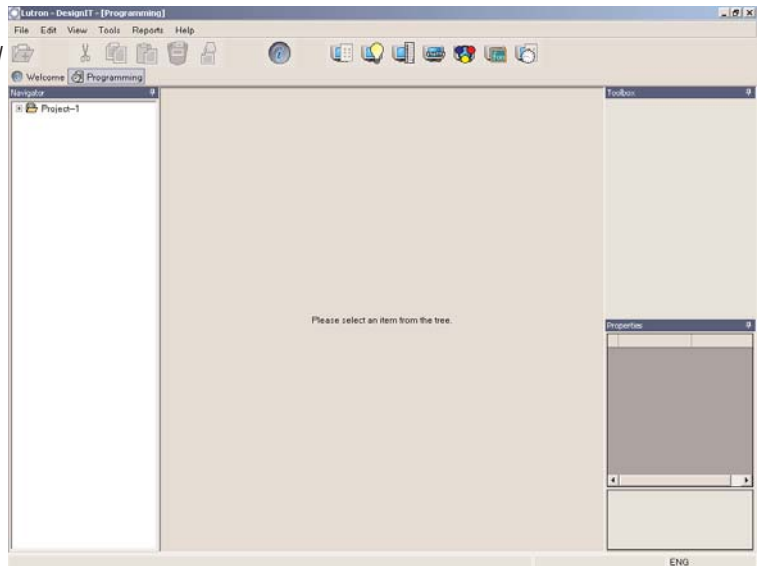 Lutron - DesignIT - [Programming]
File Edit View Tools Reports Help
Welcome Programming
Navigator
Toolbox
Project--1
Please select an item from the tree.
Properties
ENG